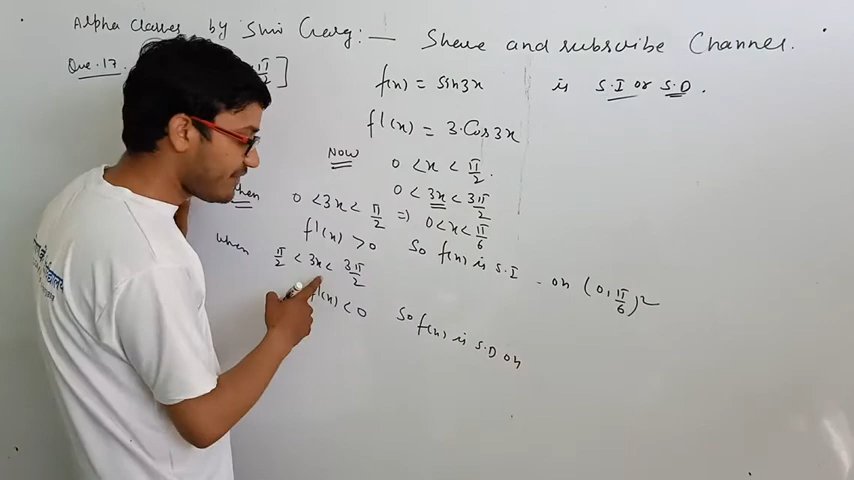 Alpha Classes by Shiv Garg:— Share and subscribe Channel.
Que.17. π/2] f(x) = sin3x is S.I or S.D.
f'(x) = 3.Cos3x
NOW 0 < x < π/2.
0 < 3x < 3π/2
When 0 < 3x < π/2 => 0 < x < π/6
f'(x) > 0 So f(x) is S.I - on (0, π/6)
When π/2 < 3x < 3π/2
f'(x) < 0 So f(x) is S.D on